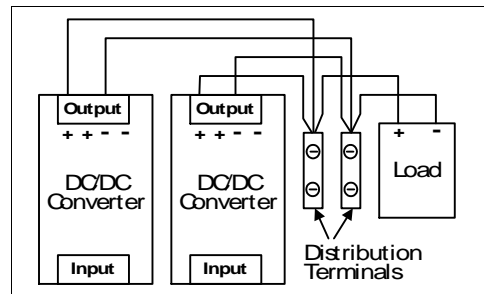 Output
+ + - -
DC/DC
Converter
Input
Output
+ + - -
DC/DC
Converter
Input
+ -
Load
Distribution
Terminals